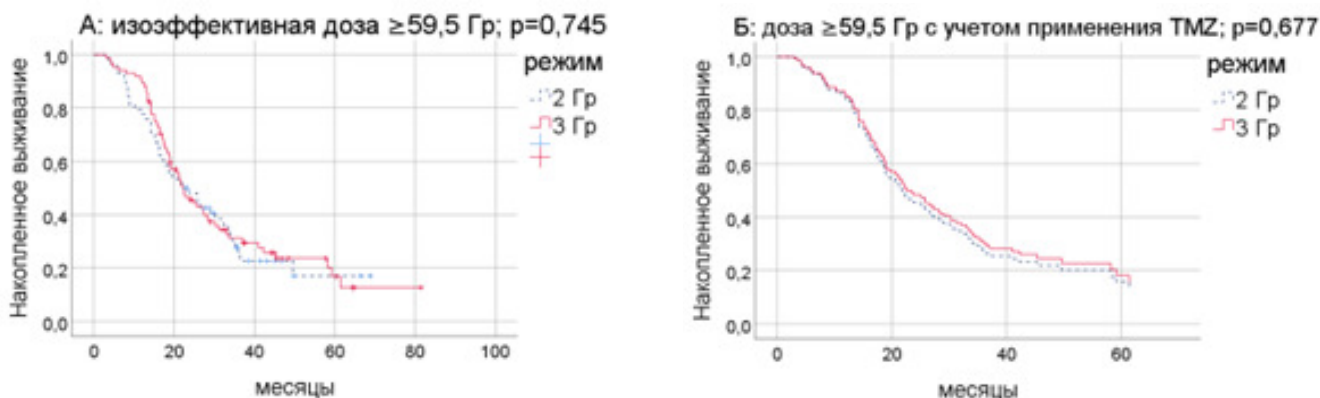 А: изоэффективная доза ≥59,5 Гр; p=0,745
Накопленное выживание
1,0
0,8
0,6
0,4
0,2
0,0
0
20
40
60
80
100
месяцы
режим
2 Гр
3 Гр
Б: доза ≥59,5 Гр с учетом применения TMZ; p=0,677
Накопленное выживание
1,0
0,8
0,6
0,4
0,2
0,0
0
20
40
60
месяцы
режим
2 Гр
3 Гр